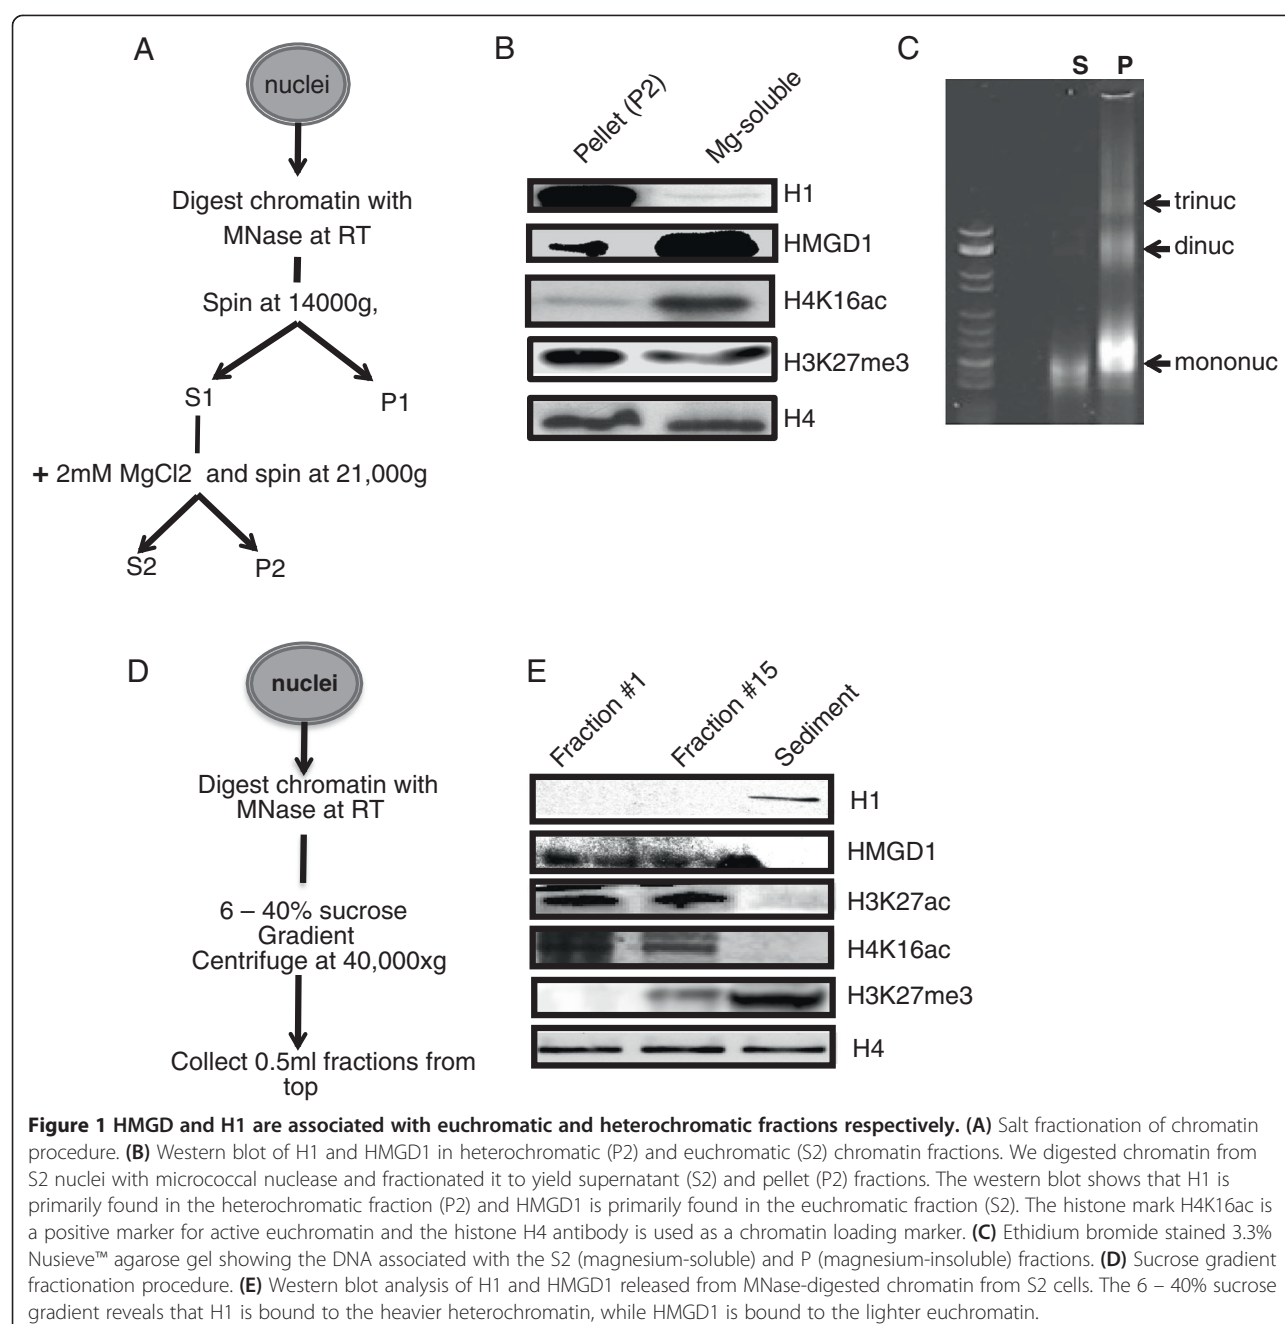 A
nuclei
Digest chromatin with
MNase at RT
Spin at 14000g,
S1
P1
+ 2mM MgCl2 and spin at 21,000g
S2
P2
B
Pellet (P2)
Mg-soluble
H1
HMGD1
H4K16ac
H3K27me3
H4
C
S P
trinuc
dinuc
mononuc
D
nuclei
Digest chromatin with
MNase at RT
6 – 40% sucrose
Gradient
Centrifuge at 40,000xg
Collect 0.5ml fractions from
top
E
Fraction #1
Fraction #15
Sediment
H1
HMGD1
H3K27ac
H4K16ac
H3K27me3
H4
Figure 1 HMGD and H1 are associated with euchromatic and heterochromatic fractions respectively. (A) Salt fractionation of chromatin
procedure. (B) Western blot of H1 and HMGD1 in heterochromatic (P2) and euchromatic (S2) chromatin fractions. We digested chromatin from
S2 nuclei with micrococcal nuclease and fractionated it to yield supernatant (S2) and pellet (P2) fractions. The western blot shows that H1 is
primarily found in the heterochromatic fraction (P2) and HMGD1 is primarily found in the euchromatic fraction (S2). The histone mark H4K16ac is
a positive marker for active euchromatin and the histone H4 antibody is used as a chromatin loading marker. (C) Ethidium bromide stained 3.3%
Nusieve™ agarose gel showing the DNA associated with the S2 (magnesium-soluble) and P (magnesium-insoluble) fractions. (D) Sucrose gradient
fractionation procedure. (E) Western blot analysis of H1 and HMGD1 released from MNase-digested chromatin from S2 cells. The 6 – 40% sucrose
gradient reveals that H1 is bound to the heavier heterochromatin, while HMGD1 is bound to the lighter euchromatin.